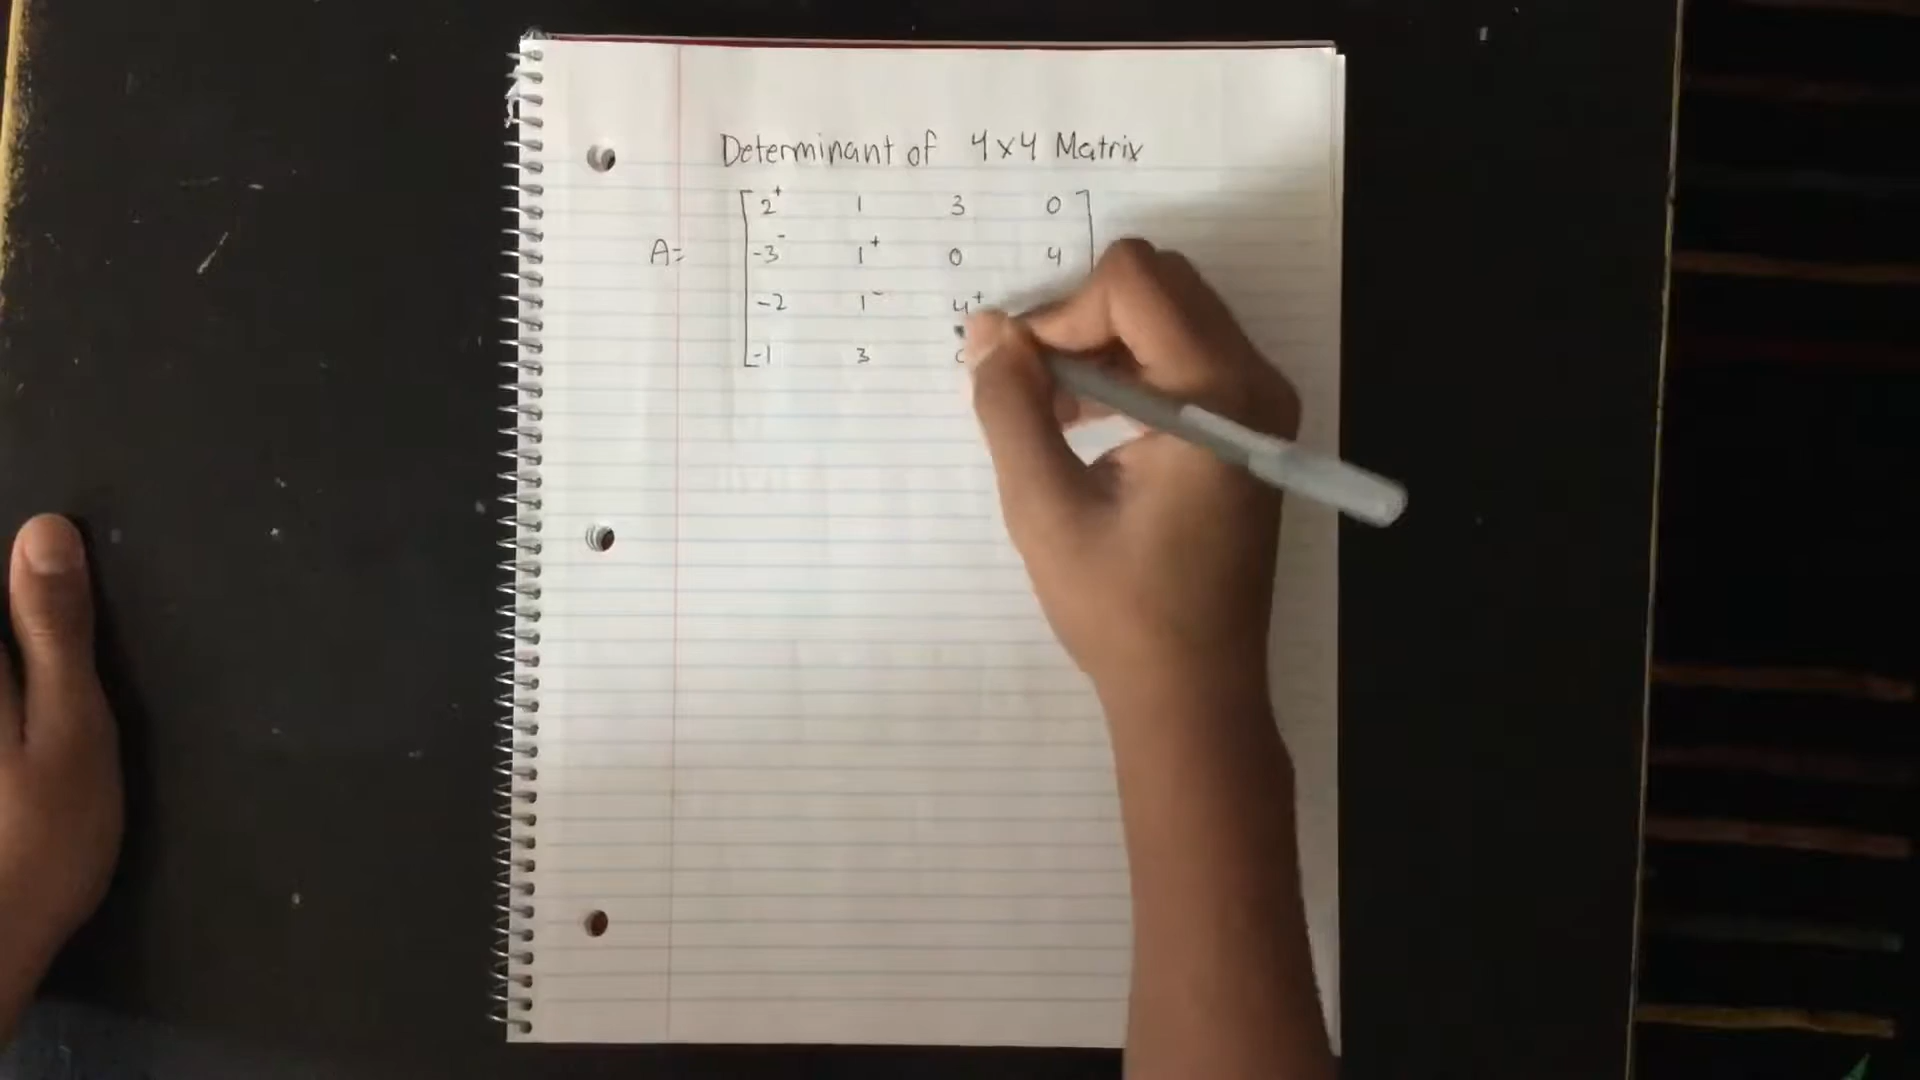 Determinant of 4x4 Matrix
2⁺ 1 3 0
A= -3⁻ 1⁺ 0 4
-2 1⁻ 4⁺
-1 3